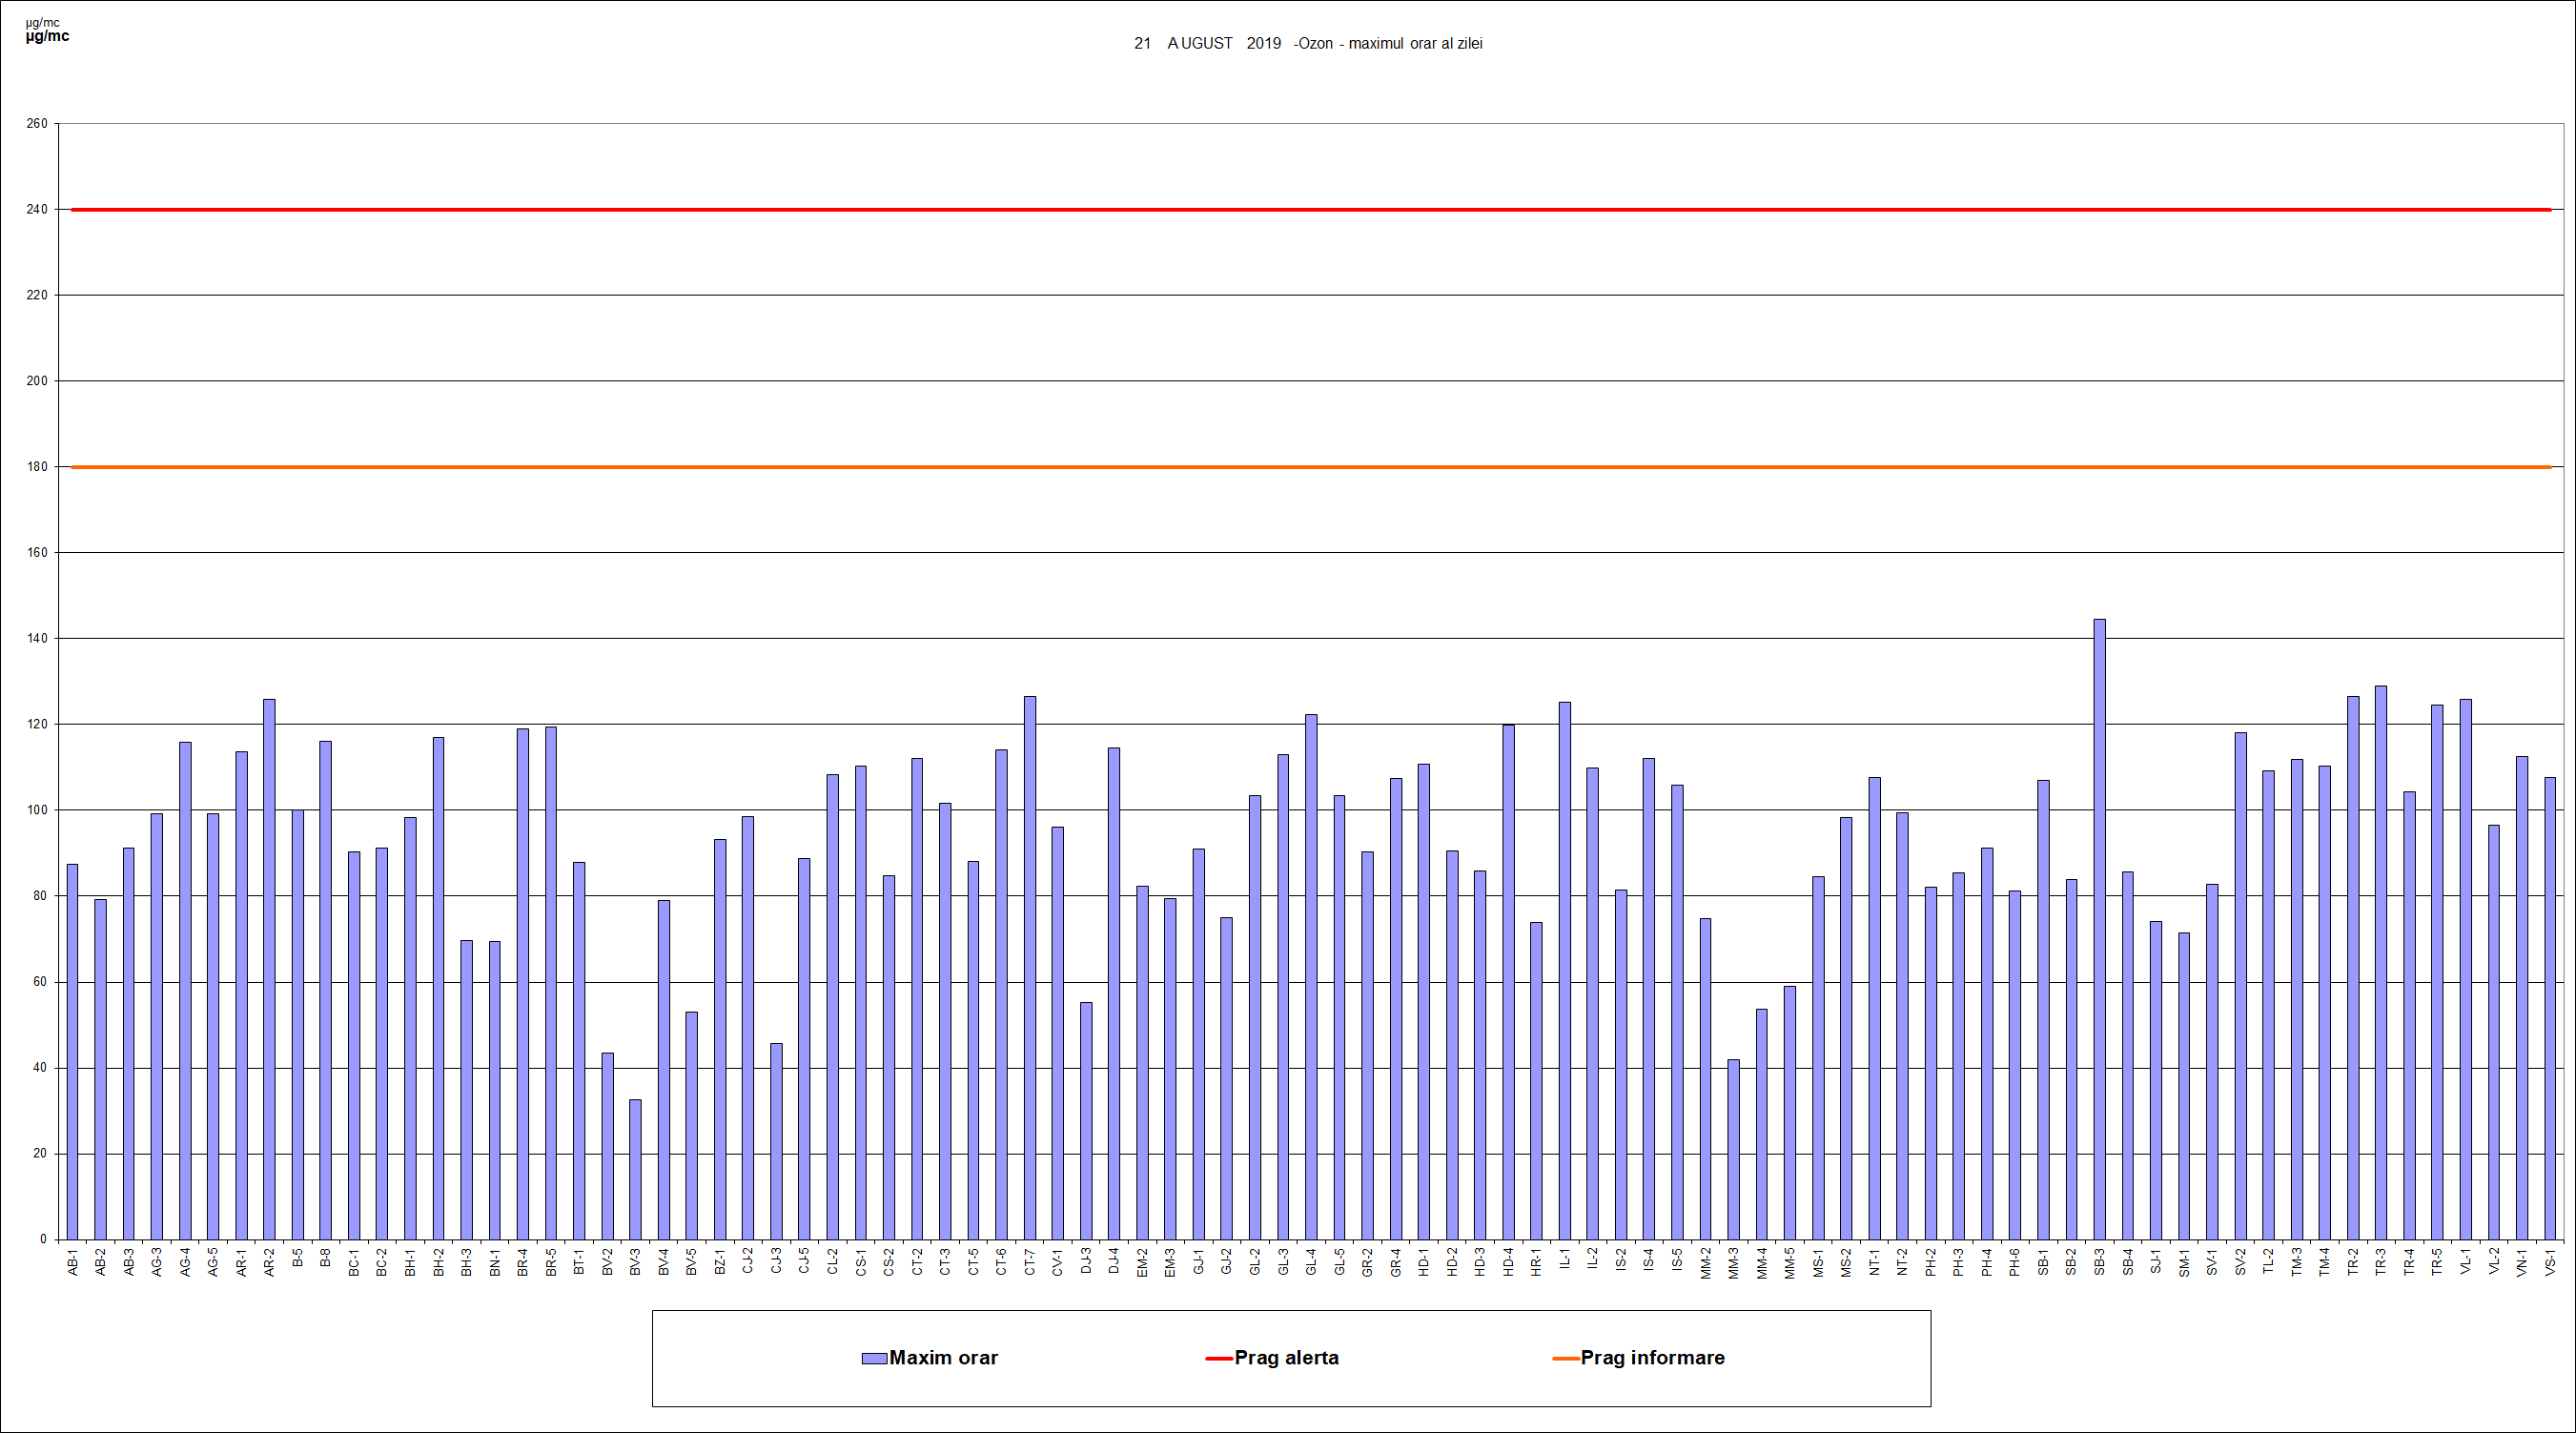 µg/mc
µg/mc
21 AUGUST 2019 -Ozon - maximul orar al zilei
260
240
220
200
180
160
140
120
100
80
60
40
20
0
AB-1 AB-2 AB-3 AG-3 AG-4 AG-5 AR-1 AR-2 B-5 B-8 BC-1 BC-2 BH-1 BH-2 BH-3 BN-1 BR-4 BR-5 BT-1 BV-2 BV-3 BV-4 BV-5 BZ-1 CJ-2 CJ-3 CJ-5 CL-2 CS-1 CS-2 CT-2 CT-3 CT-5 CT-6 CT-7 CV-1 DJ-3 DJ-4 EM-2 EM-3 GJ-1 GJ-2 GL-2 GL-3 GL-4 GL-5 GR-2 GR-4 HD-1 HD-2 HD-3 HD-4 HR-1 IL-1 IL-2 IS-2 IS-4 IS-5 MM-2 MM-3 MM-4 MM-5 MS-1 MS-2 NT-1 NT-2 PH-2 PH-3 PH-4 PH-6 SB-1 SB-2 SB-3 SB-4 SJ-1 SM-1 SV-1 SV-2 TL-2 TM-3 TM-4 TR-2 TR-3 TR-4 TR-5 VL-1 VL-2 VN-1 VS-1
Maxim orar Prag alerta Prag informare